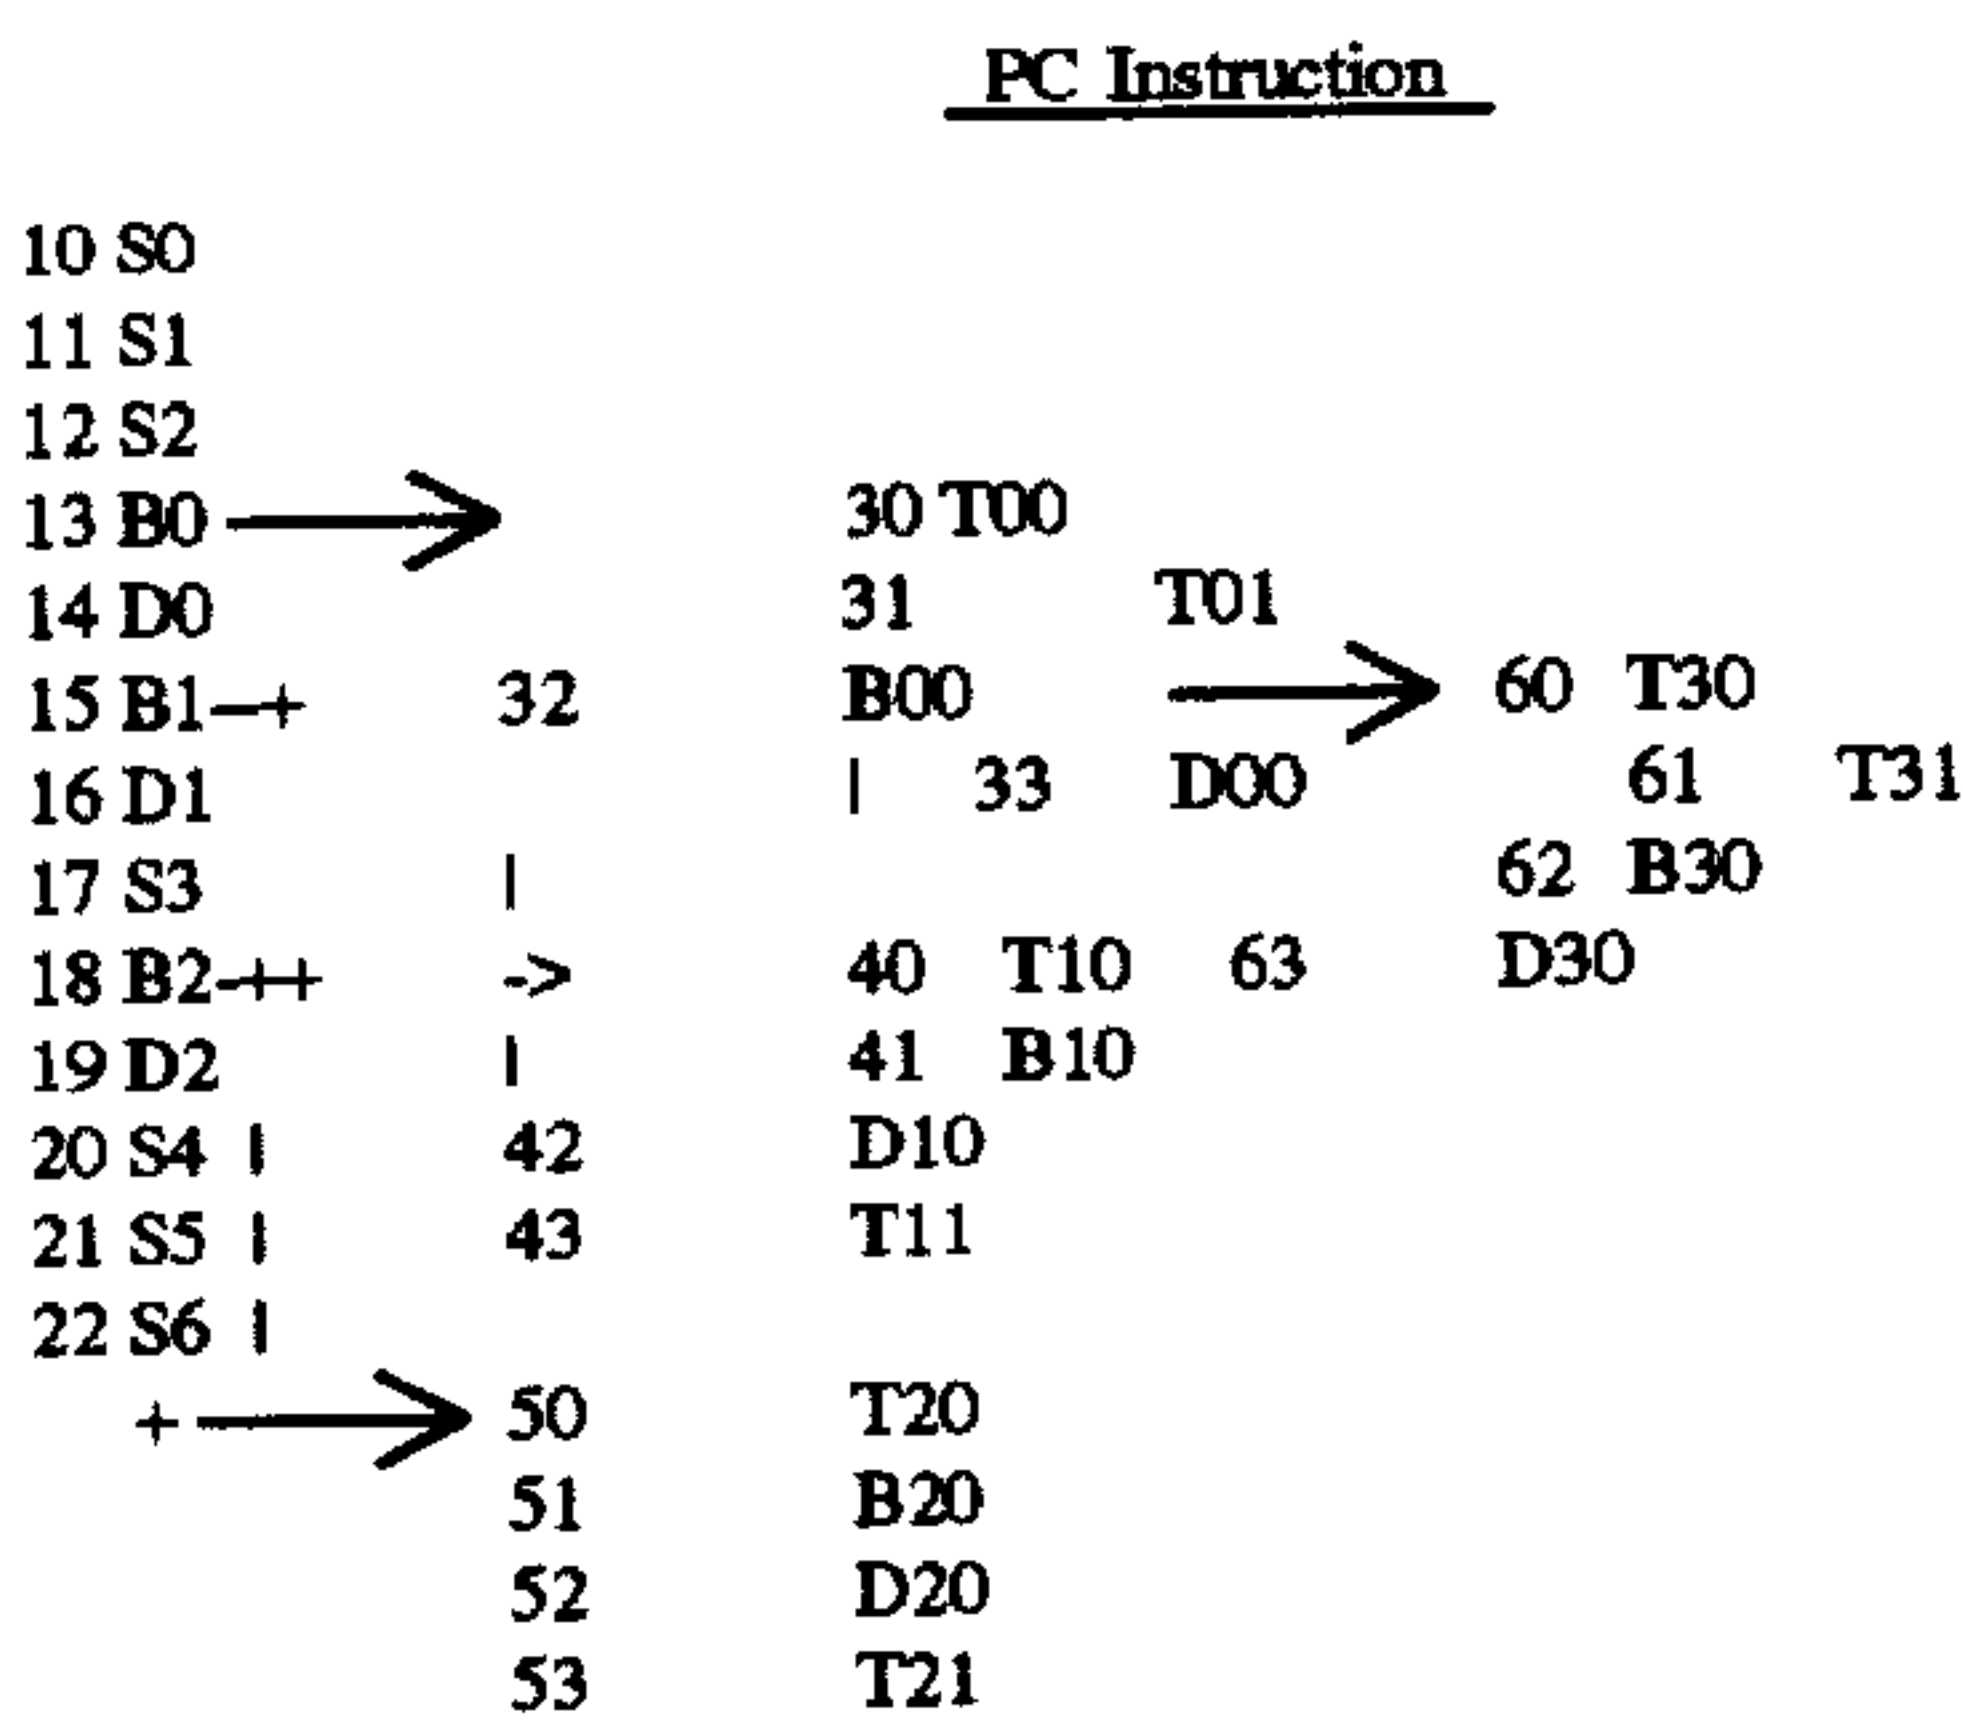 PC Instruction
10 S0
11 S1
12 S2
13 B0 30 T00
14 D0 31 T01
15 B1--+ 32 B00 60 T30
16 D1 | 33 D00 61 T31
17 S3 | 62 B30
18 B2-++ -> 40 T10 63 D30
19 D2 | 41 B10
20 S4 | 42 D10
21 S5 | 43 T11
22 S6 |
+ 50 T20
51 B20
52 D20
53 T21